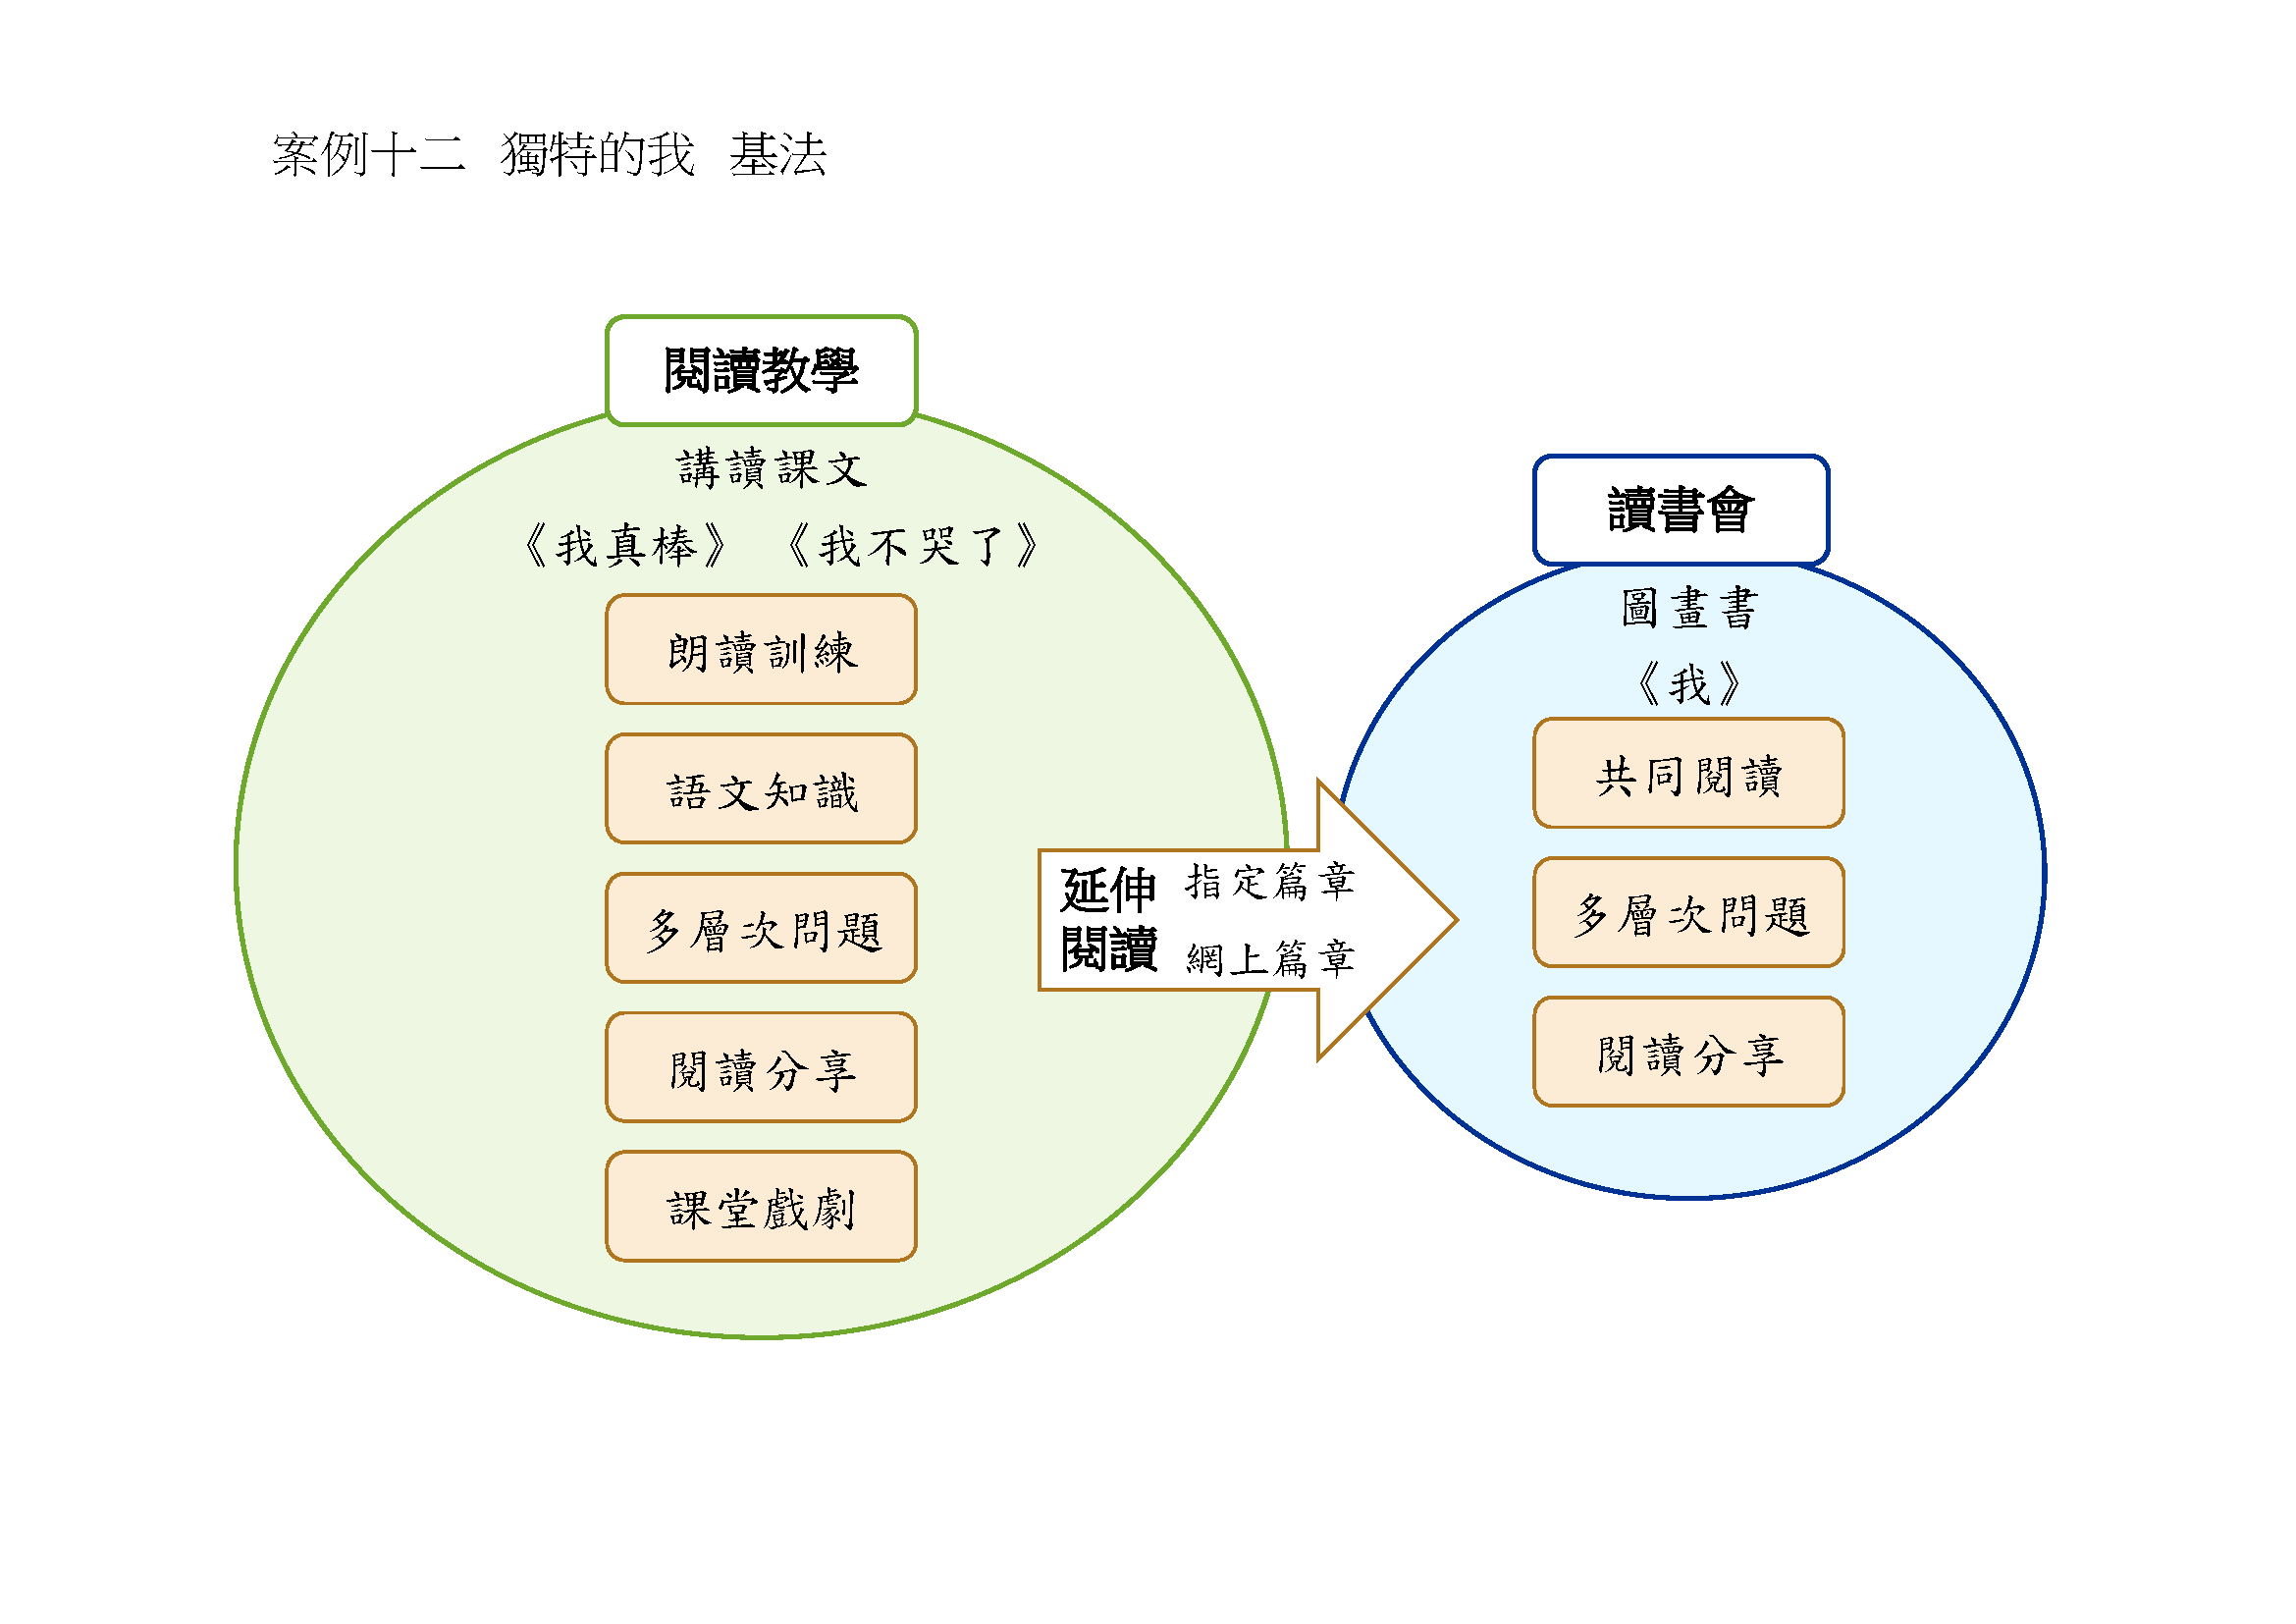 案例十二 獨特的我 基法
閱讀教學
講讀課文
《我真棒》 《我不哭了》
朗讀訓練
語文知識
多層次問題
閱讀分享
課堂戲劇
延伸
閱讀
指定篇章
網上篇章
讀書會
圖畫書
《我》
共同閱讀
多層次問題
閱讀分享